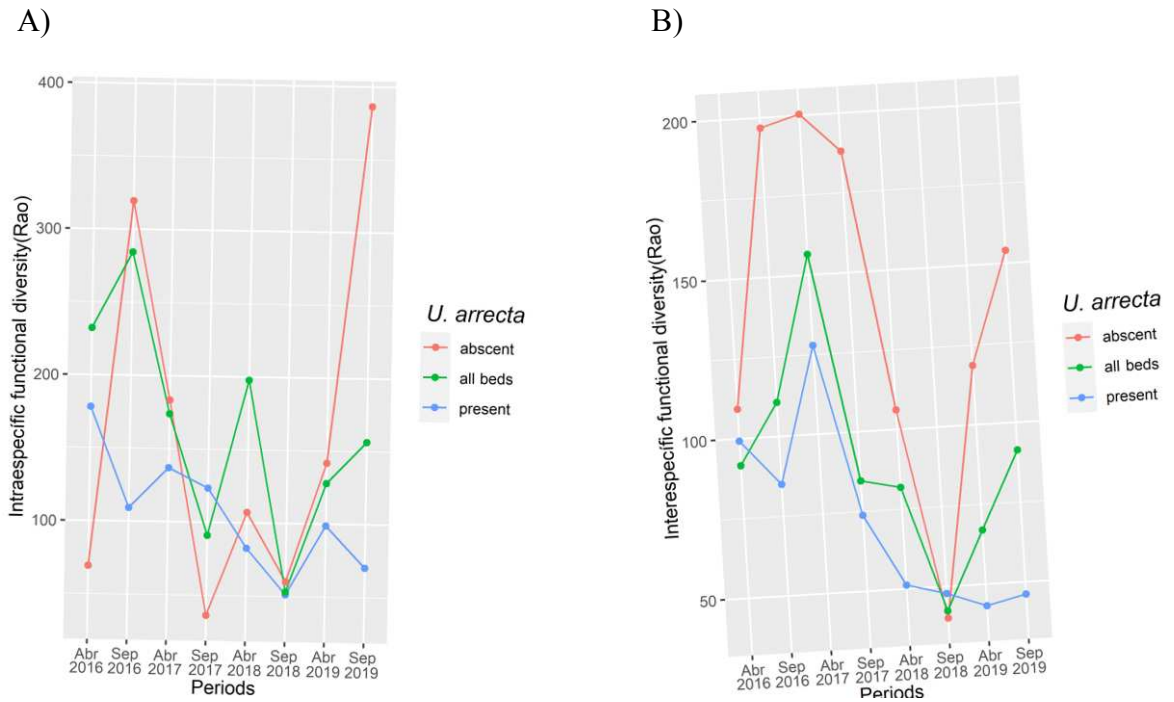 A)
B)
Intraespecific functional diversity(Rao)
400
300
200
100
Abr 2016
Sep 2016
Abr 2017
Sep 2017
Abr 2018
Sep 2018
Abr 2019
Sep 2019
Periods
U. arrecta
abscent
all beds
present
Interespecific functional diversity(Rao)
200
150
100
50
Abr 2016
Sep 2016
Abr 2017
Sep 2017
Abr 2018
Sep 2018
Abr 2019
Sep 2019
Periods
U. arrecta
abscent
all beds
present